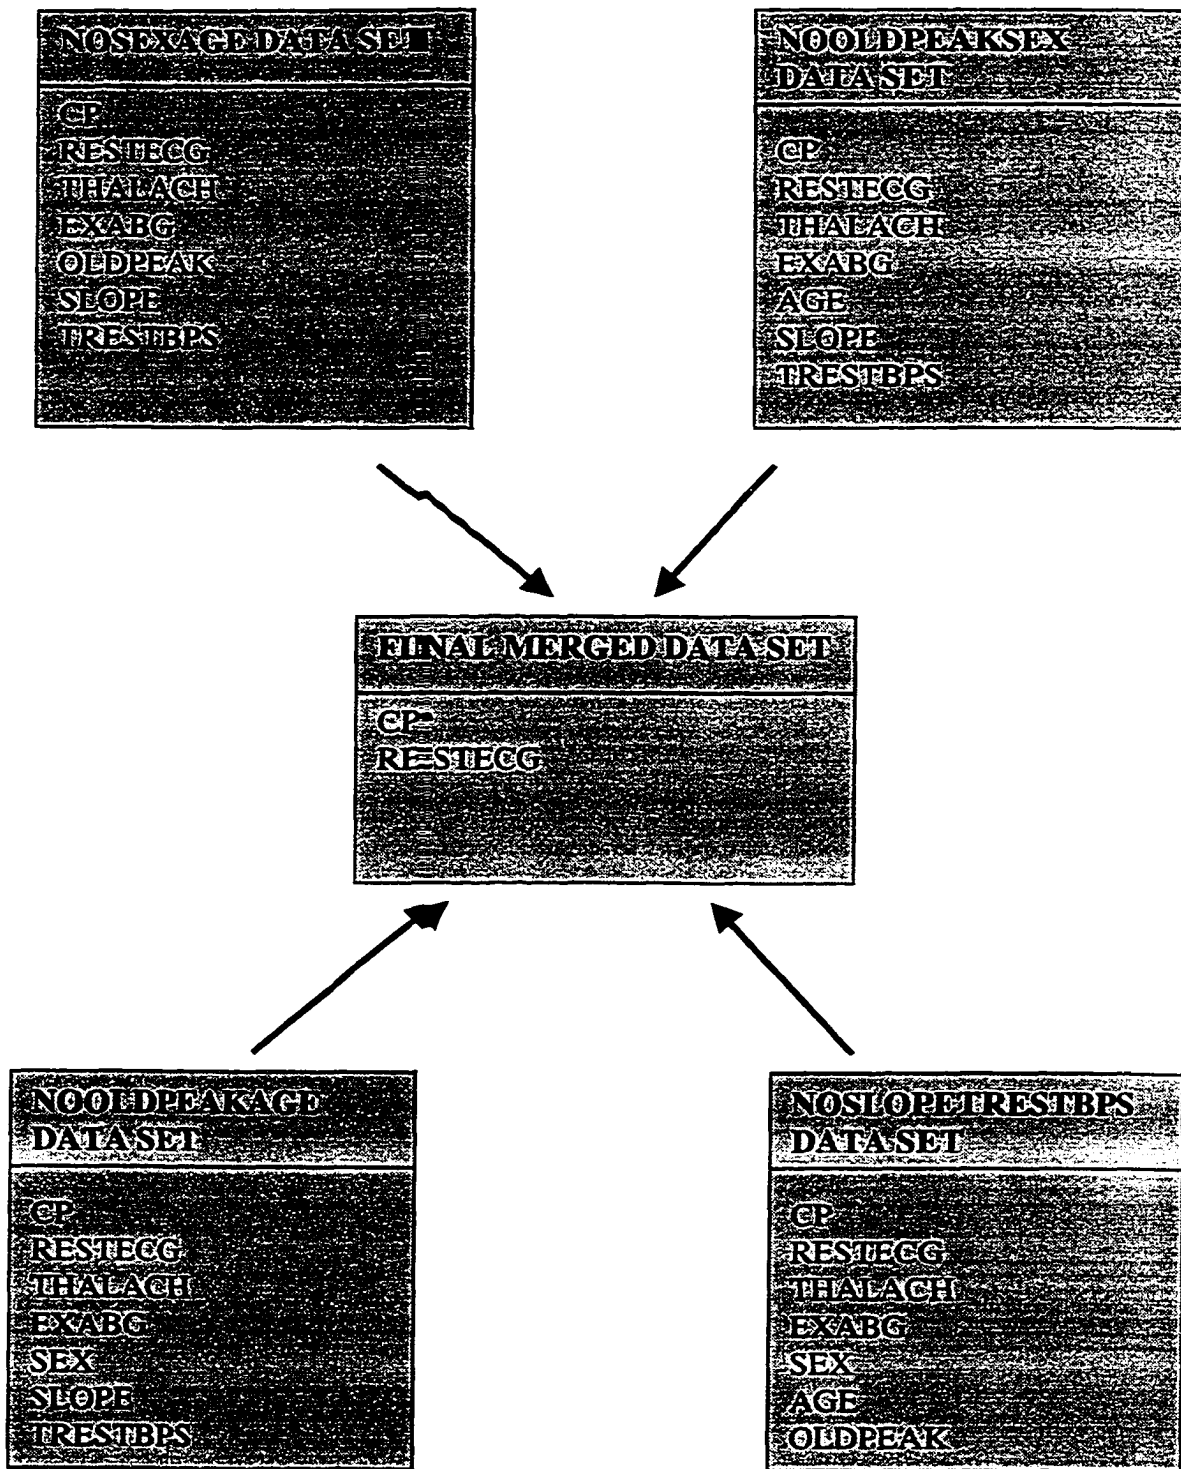 NOSEXAGE DATA SET
CP
RESTECG
THALACH
EXABG
OLDPEAK
SLOPE
TRESTBPS
NOOLDPEAKSEX
DATA SET
CP
RESTECG
THALACH
EXABG
AGE
SLOPE
TRESTBPS
FINAL MERGED DATA SET
CP
RESTECG
NOOLDPEAKAGE
DATA SET
CP
RESTECG
THALACH
EXABG
SEX
SLOPE
TRESTBPS
NOSLOPETRESTBPS
DATA SET
CP
RESTECG
THALACH
EXABG
SEX
AGE
OLDPEAK